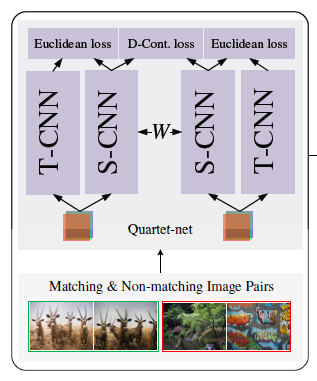 Euclidean loss D-Cont. loss Euclidean loss
T-CNN S-CNN W S-CNN T-CNN
Quartet-net
Matching & Non-matching Image Pairs